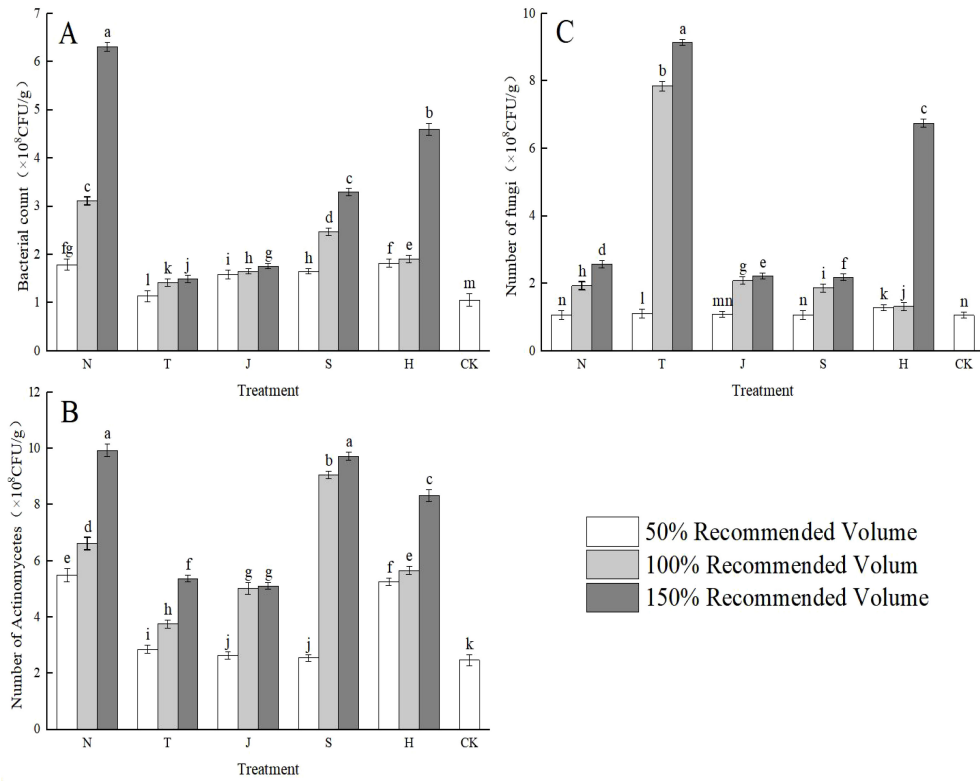 A
Bacterial count（×10⁸CFU/g）
7
6
5
4
3
2
1
0
fg c a
l k j
i h g
h d c
f e b
m
N T J S H CK
Treatment
C
Number of fungi（×10⁸CFU/g）
10
8
6
4
2
0
n h d
l b a
mn g e
n i f
k j c
n
N T J S H CK
Treatment
B
Number of Actinomycetes（×10⁸CFU/g）
12
10
8
6
4
2
0
e d a
i h f
j g g
j b a
f e c
k
N T J S H CK
Treatment
50% Recommended Volume
100% Recommended Volum
150% Recommended Volume